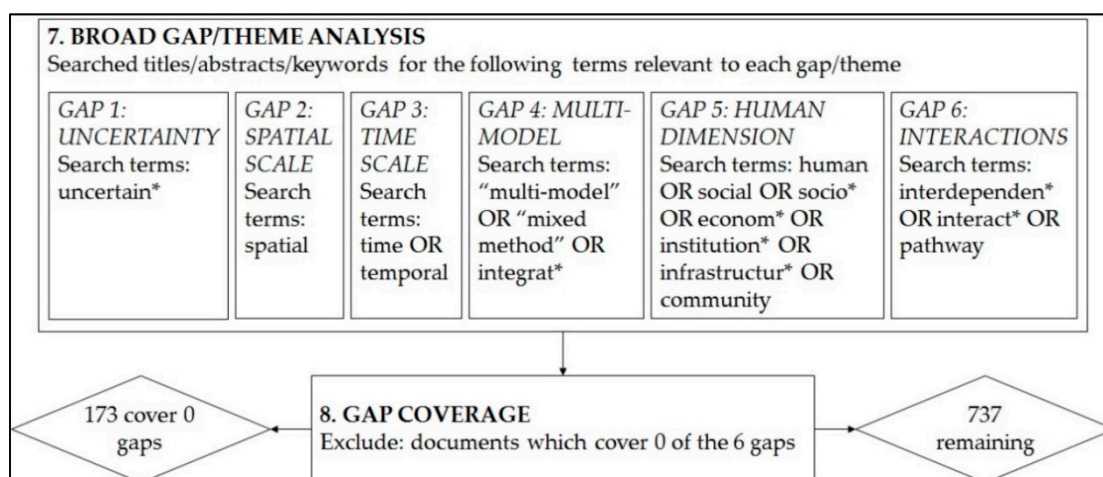 7. BROAD GAP/THEME ANALYSIS
Searched titles/abstracts/keywords for the following terms relevant to each gap/theme
GAP 1:
UNCERTAINTY
Search terms:
uncertain*
GAP 2:
SPATIAL
SCALE
Search
terms:
spatial
GAP 3:
TIME
SCALE
Search
terms:
time OR
temporal
GAP 4: MULTI-
MODEL
Search terms:
“multi-model”
OR “mixed
method” OR
integrat*
GAP 5: HUMAN
DIMENSION
Search terms: human
OR social OR socio*
OR econom* OR
institution* OR
infrastructur* OR
community
GAP 6:
INTERACTIONS
Search terms:
interdependen*
OR interact* OR
pathway
173 cover 0
gaps
8. GAP COVERAGE
Exclude: documents which cover 0 of the 6 gaps
737
remaining